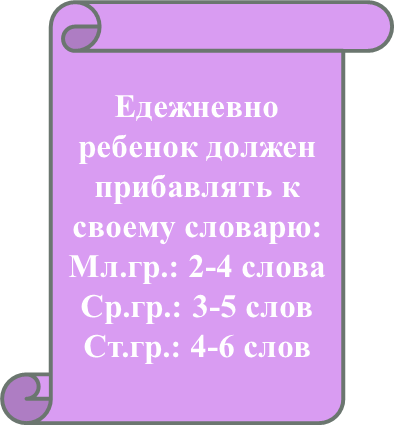 Едежневно
ребенок должен
прибавлять к
своему словарю:
Мл.гр.: 2-4 слова
Ср.гр.: 3-5 слов
Ст.гр.: 4-6 слов